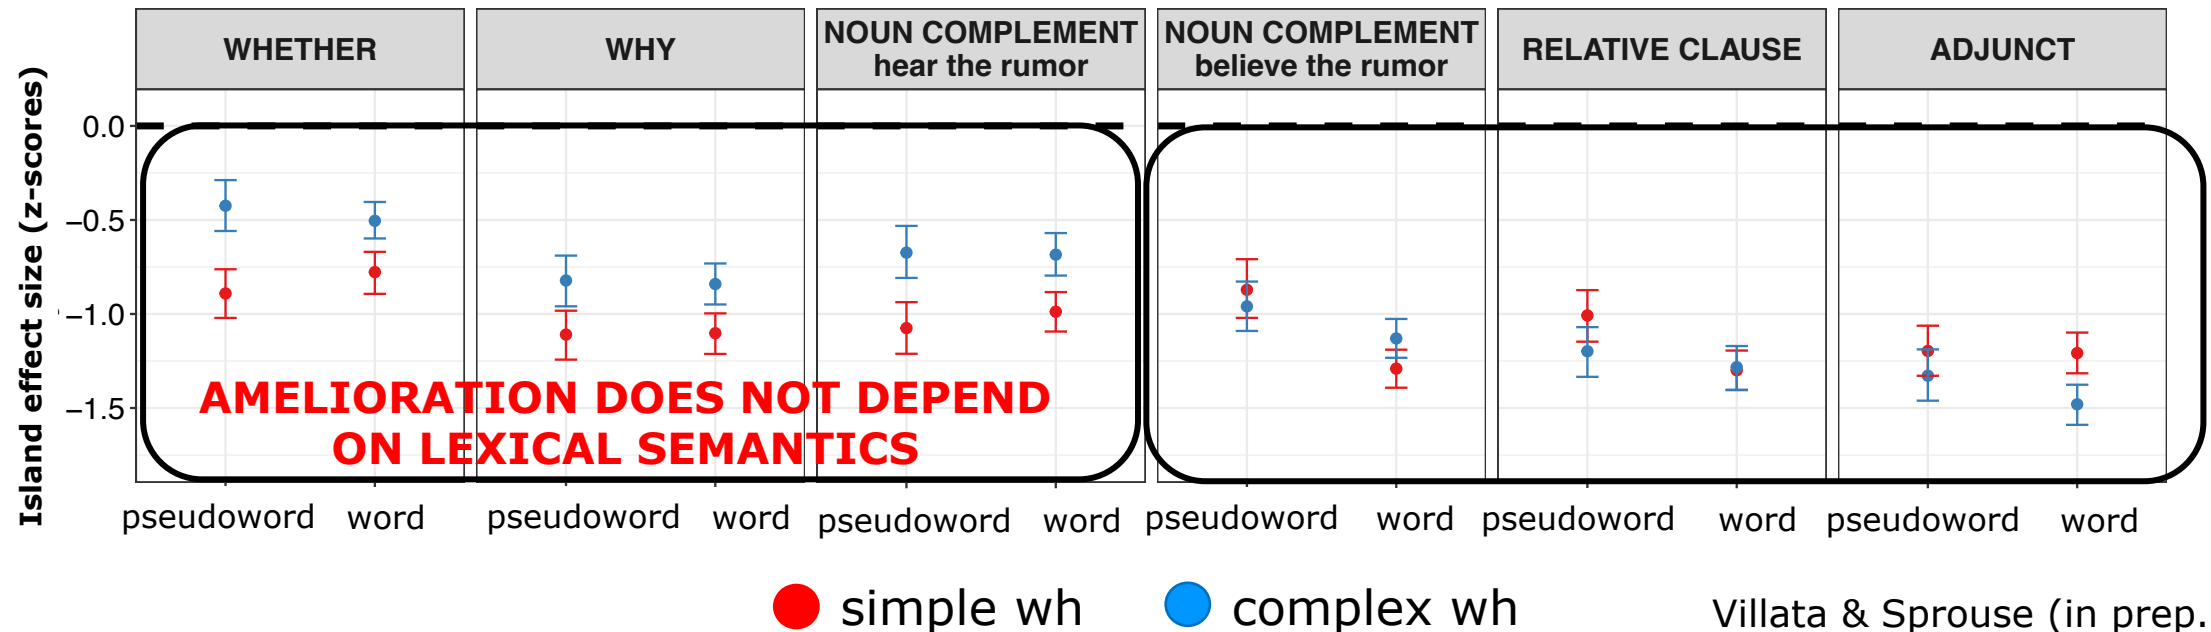 WHETHER
WHY
NOUN COMPLEMENT
hear the rumor
NOUN COMPLEMENT
believe the rumor
RELATIVE CLAUSE
ADJUNCT
Island effect size (z-scores)
0.0
−0.5
−1.0
−1.5
AMELIORATION DOES NOT DEPEND
ON LEXICAL SEMANTICS
pseudoword word pseudoword word pseudoword word pseudoword word pseudoword word pseudoword word
simple wh complex wh
Villata & Sprouse (in prep.